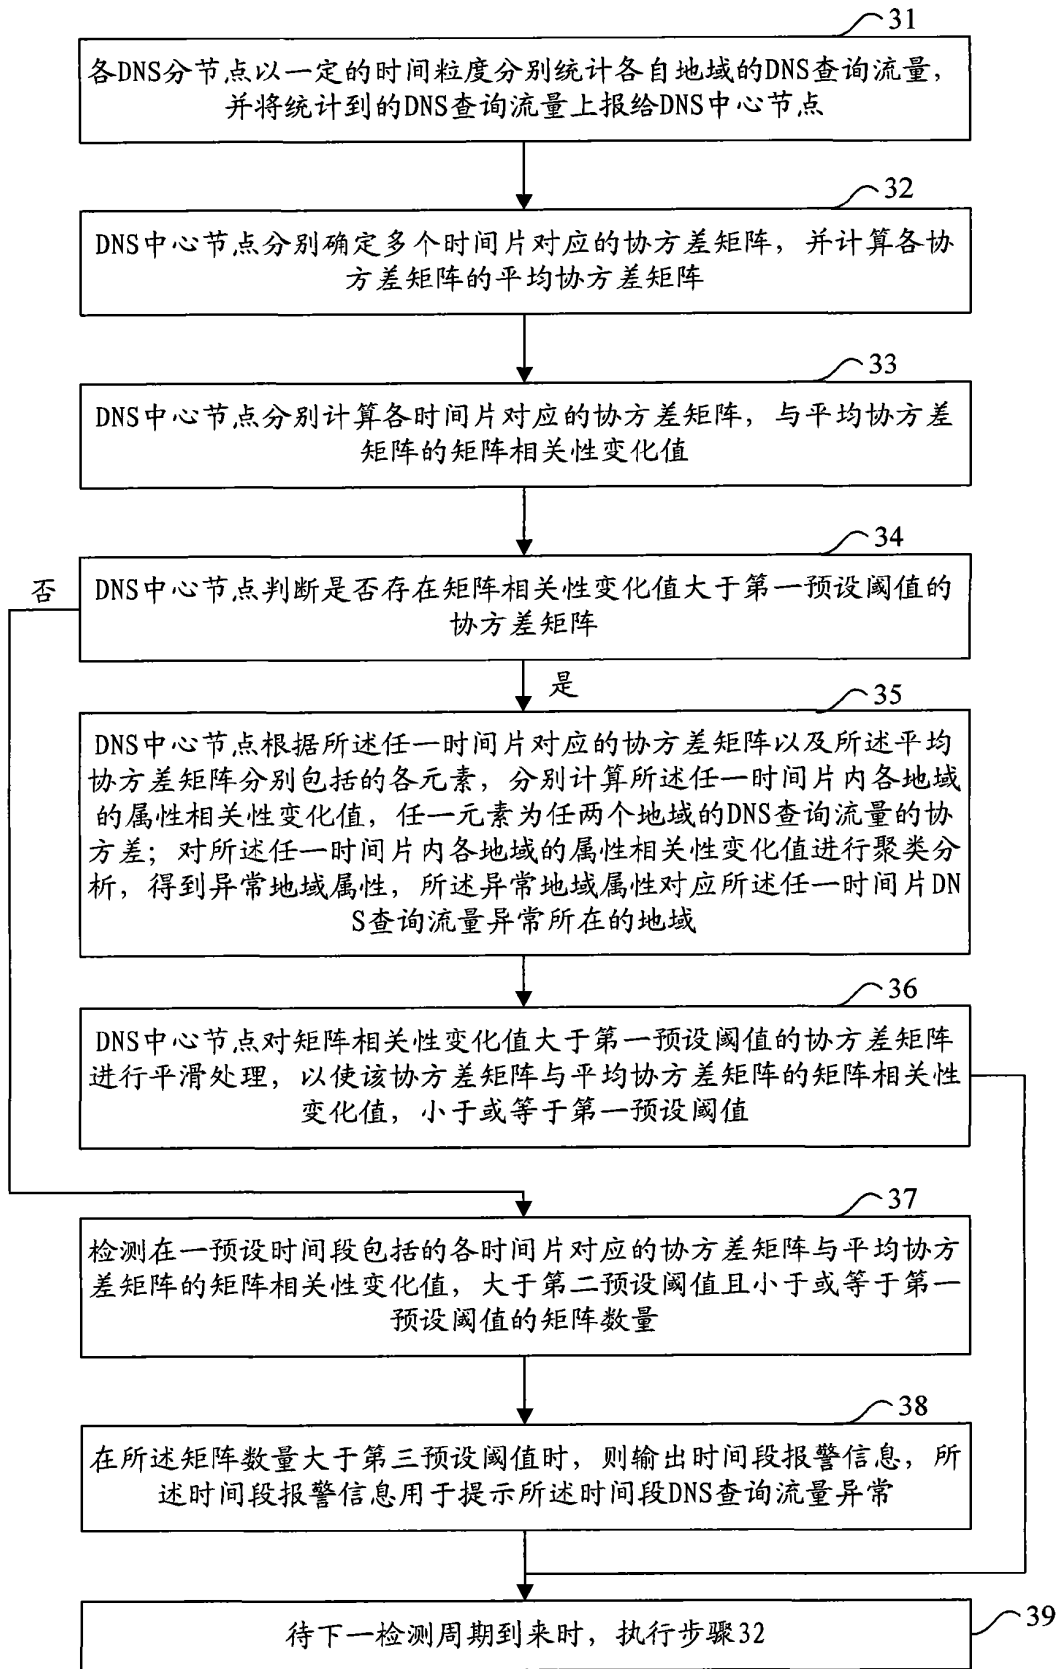 31
各DNS分节点以一定的时间粒度分别统计各自地域的DNS查询流量，
并将统计到的DNS查询流量上报给DNS中心节点
32
DNS中心节点分别确定多个时间片对应的协方差矩阵，并计算各协
方差矩阵的平均协方差矩阵
33
DNS中心节点分别计算各时间片对应的协方差矩阵，与平均协方差
矩阵的矩阵相关性变化值
34
否
DNS中心节点判断是否存在矩阵相关性变化值大于第一预设阈值的
协方差矩阵
是
35
DNS中心节点根据所述任一时间片对应的协方差矩阵以及所述平均
协方差矩阵分别包括的各元素，分别计算所述任一时间片内各地域
的属性相关性变化值，任一元素为任两个地域的DNS查询流量的协
方差；对所述任一时间片内各地域的属性相关性变化值进行聚类分
析，得到异常地域属性，所述异常地域属性对应所述任一时间片DN
S查询流量异常所在的地域
36
DNS中心节点对矩阵相关性变化值大于第一预设阈值的协方差矩阵
进行平滑处理，以使该协方差矩阵与平均协方差矩阵的矩阵相关性
变化值，小于或等于第一预设阈值
37
检测在一预设时间段包括的各时间片对应的协方差矩阵与平均协方
差矩阵的矩阵相关性变化值，大于第二预设阈值且小于或等于第一
预设阈值的矩阵数量
38
在所述矩阵数量大于第三预设阈值时，则输出时间段报警信息，所
述时间段报警信息用于提示所述时间段DNS查询流量异常
待下一检测周期到来时，执行步骤32
39